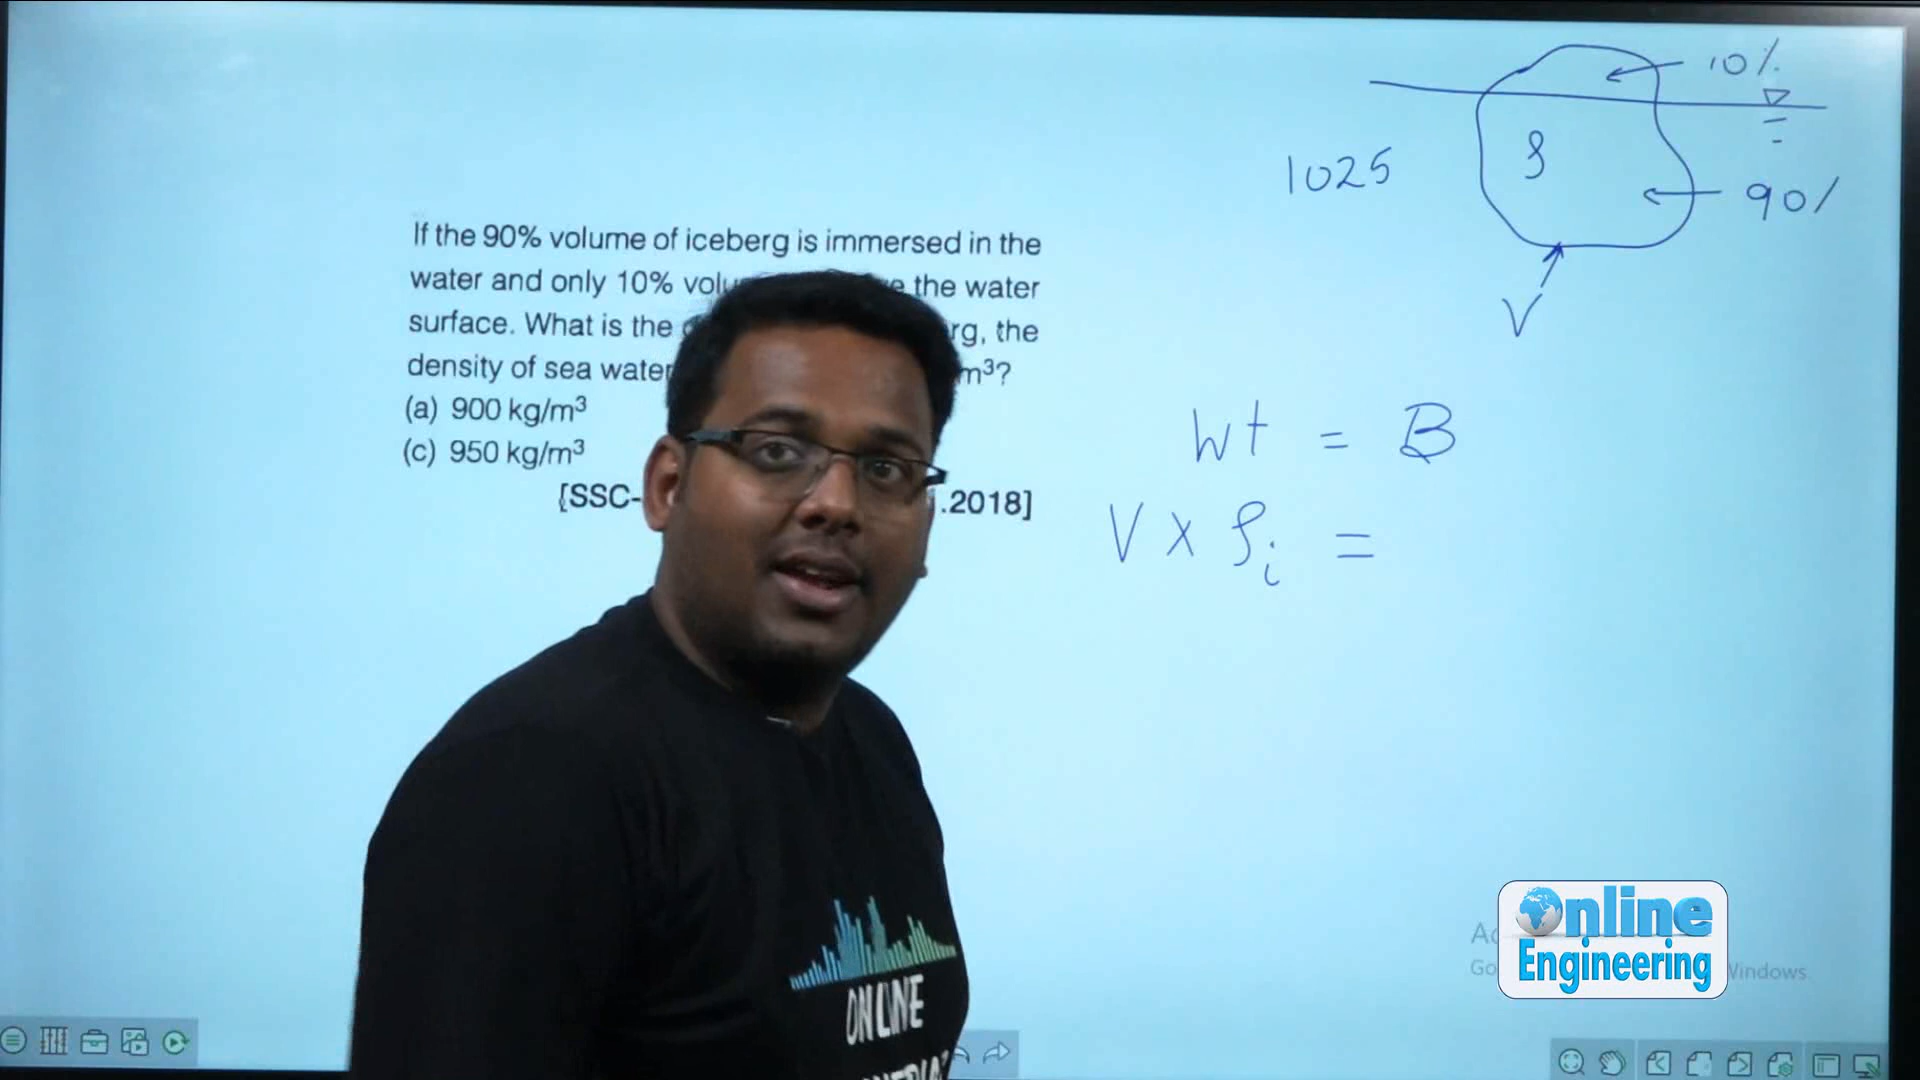 If the 90% volume of iceberg is immersed in the
water and only 10% the water
surface. What is the the
density of sea water m³?
(a) 900 kg/m³
(c) 950 kg/m³
[SSC- .2018]
10%
1025
ρ
90%
V
Wt = B
V × ρi =
Online
Engineering
Windows.
ONLINE